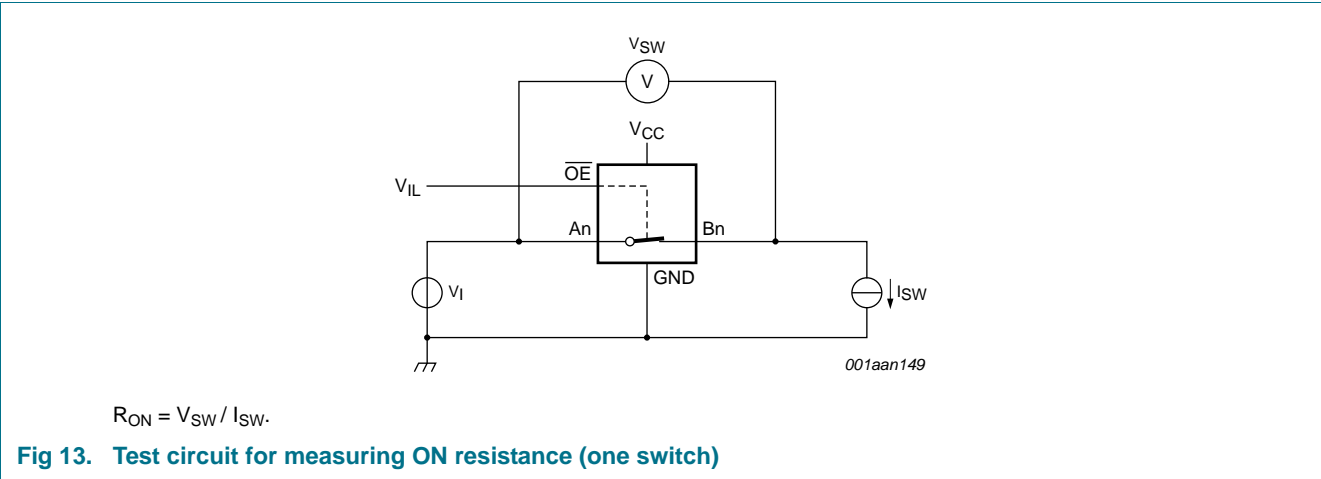 VSW
V
VCC
OE
VIL
An
Bn
GND
VI
ISW
001aan149
RON = VSW / ISW.
Fig 13. Test circuit for measuring ON resistance (one switch)